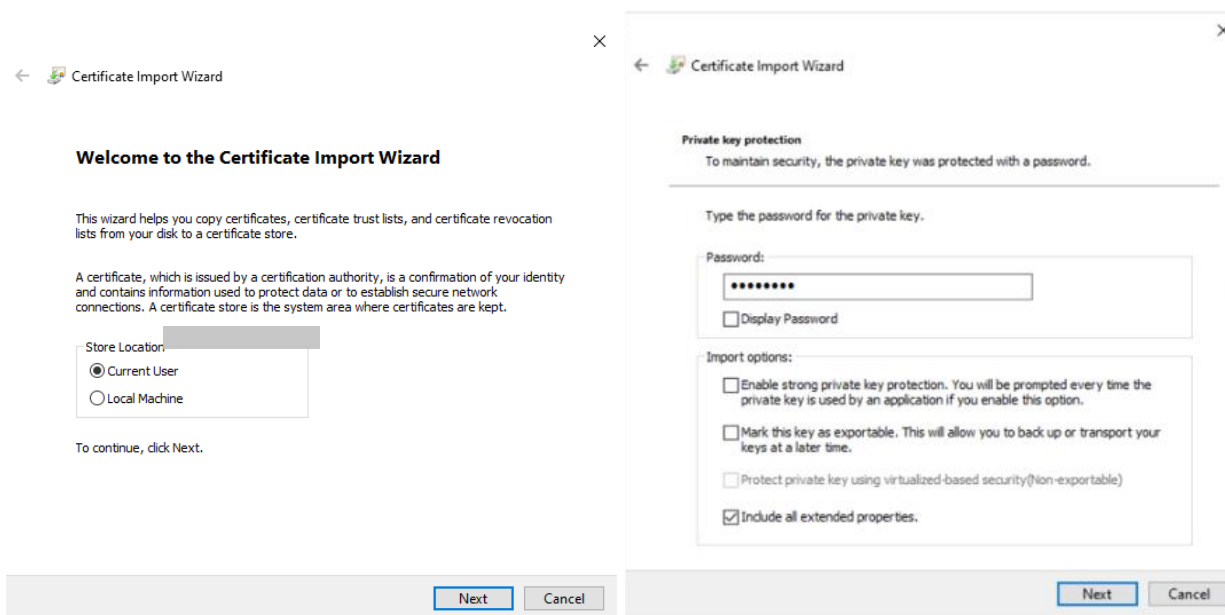 Certificate Import Wizard
Welcome to the Certificate Import Wizard
This wizard helps you copy certificates, certificate trust lists, and certificate revocation
lists from your disk to a certificate store.
A certificate, which is issued by a certification authority, is a confirmation of your identity
and contains information used to protect data or to establish secure network
connections. A certificate store is the system area where certificates are kept.
Store Location
Current User
Local Machine
To continue, click Next.
Next
Cancel
Certificate Import Wizard
Private key protection
To maintain security, the private key was protected with a password.
Type the password for the private key.
Password:
••••••••
Display Password
Import options:
Enable strong private key protection. You will be prompted every time the
private key is used by an application if you enable this option.
Mark this key as exportable. This will allow you to back up or transport your
keys at a later time.
Protect private key using virtualized-based security(Non-exportable)
Include all extended properties.
Next
Cancel